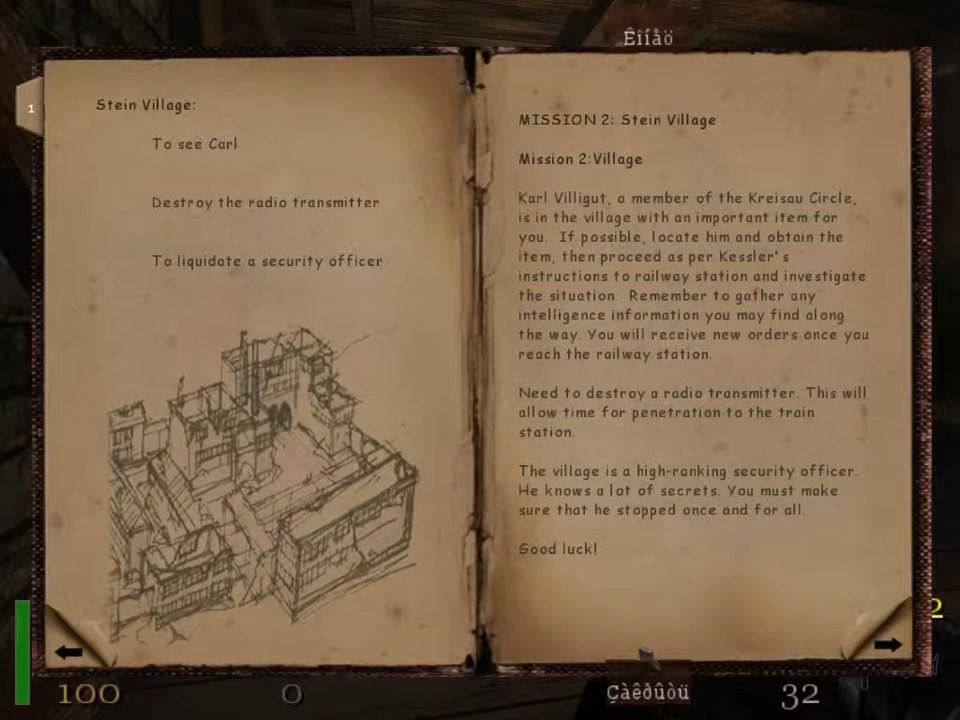 Êîíåö
1
Stein Village:
To see Carl
Destroy the radio transmitter
To liquidate a security officer
MISSION 2: Stein Village
Mission 2:Village
Karl Villigut, a member of the Kreisau Circle,
is in the village with an important item for
you. If possible, locate him and obtain the
item, then proceed as per Kessler's
instructions to railway station and investigate
the situation. Remember to gather any
intelligence information you may find along
the way. You will receive new orders once you
reach the railway station.
Need to destroy a radio transmitter. This will
allow time for penetration to the train
station.
The village is a high-ranking security officer.
He knows a lot of secrets. You must make
sure that he stopped once and for all.
Good luck!
2
100
0
Çàêðûòü
32